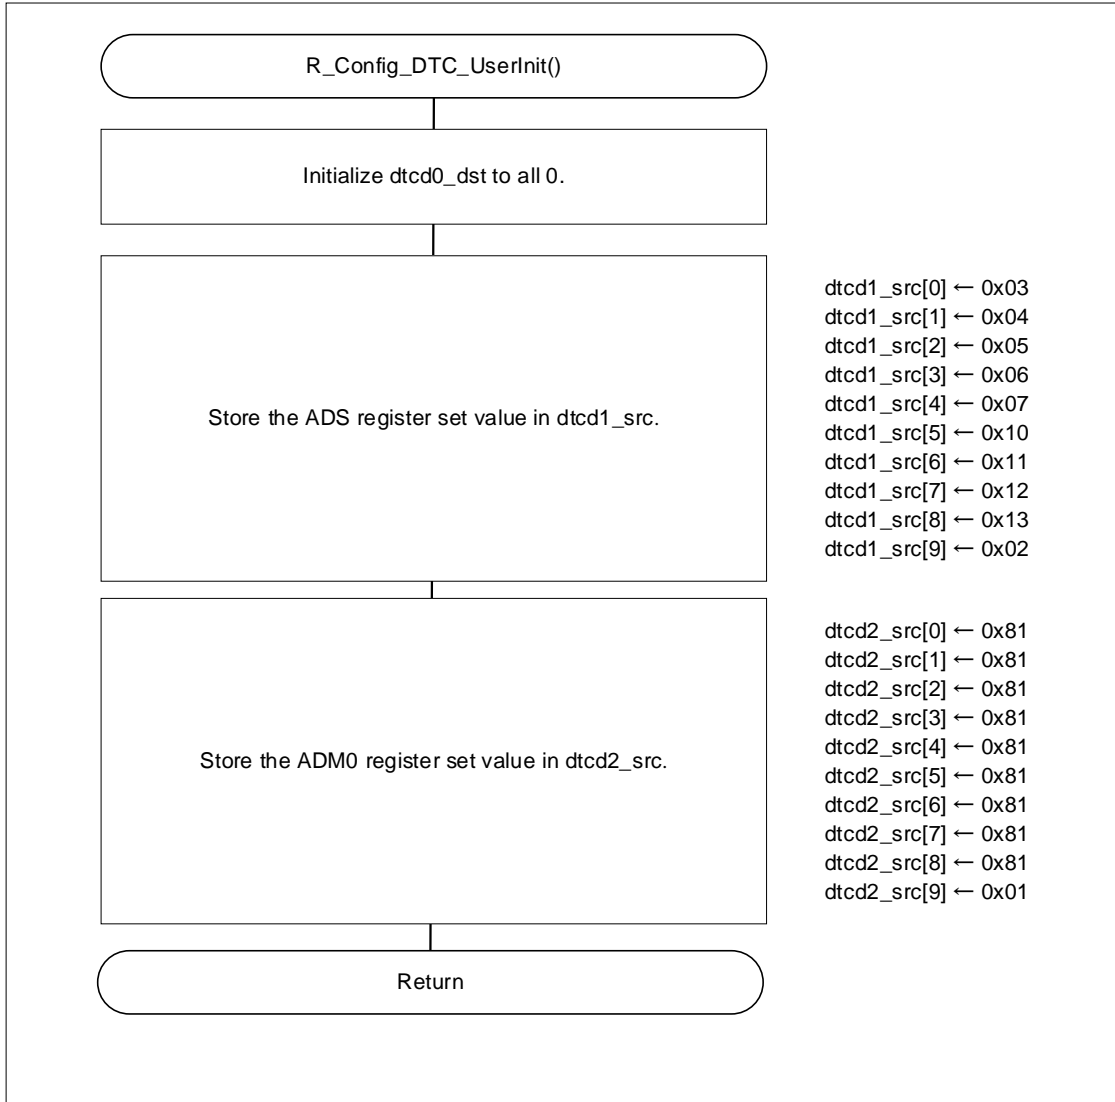 R_Config_DTC_UserInit()
Initialize dtcd0_dst to all 0.
Store the ADS register set value in dtcd1_src.
dtcd1_src[0] ← 0x03
dtcd1_src[1] ← 0x04
dtcd1_src[2] ← 0x05
dtcd1_src[3] ← 0x06
dtcd1_src[4] ← 0x07
dtcd1_src[5] ← 0x10
dtcd1_src[6] ← 0x11
dtcd1_src[7] ← 0x12
dtcd1_src[8] ← 0x13
dtcd1_src[9] ← 0x02
Store the ADM0 register set value in dtcd2_src.
dtcd2_src[0] ← 0x81
dtcd2_src[1] ← 0x81
dtcd2_src[2] ← 0x81
dtcd2_src[3] ← 0x81
dtcd2_src[4] ← 0x81
dtcd2_src[5] ← 0x81
dtcd2_src[6] ← 0x81
dtcd2_src[7] ← 0x81
dtcd2_src[8] ← 0x81
dtcd2_src[9] ← 0x01
Return